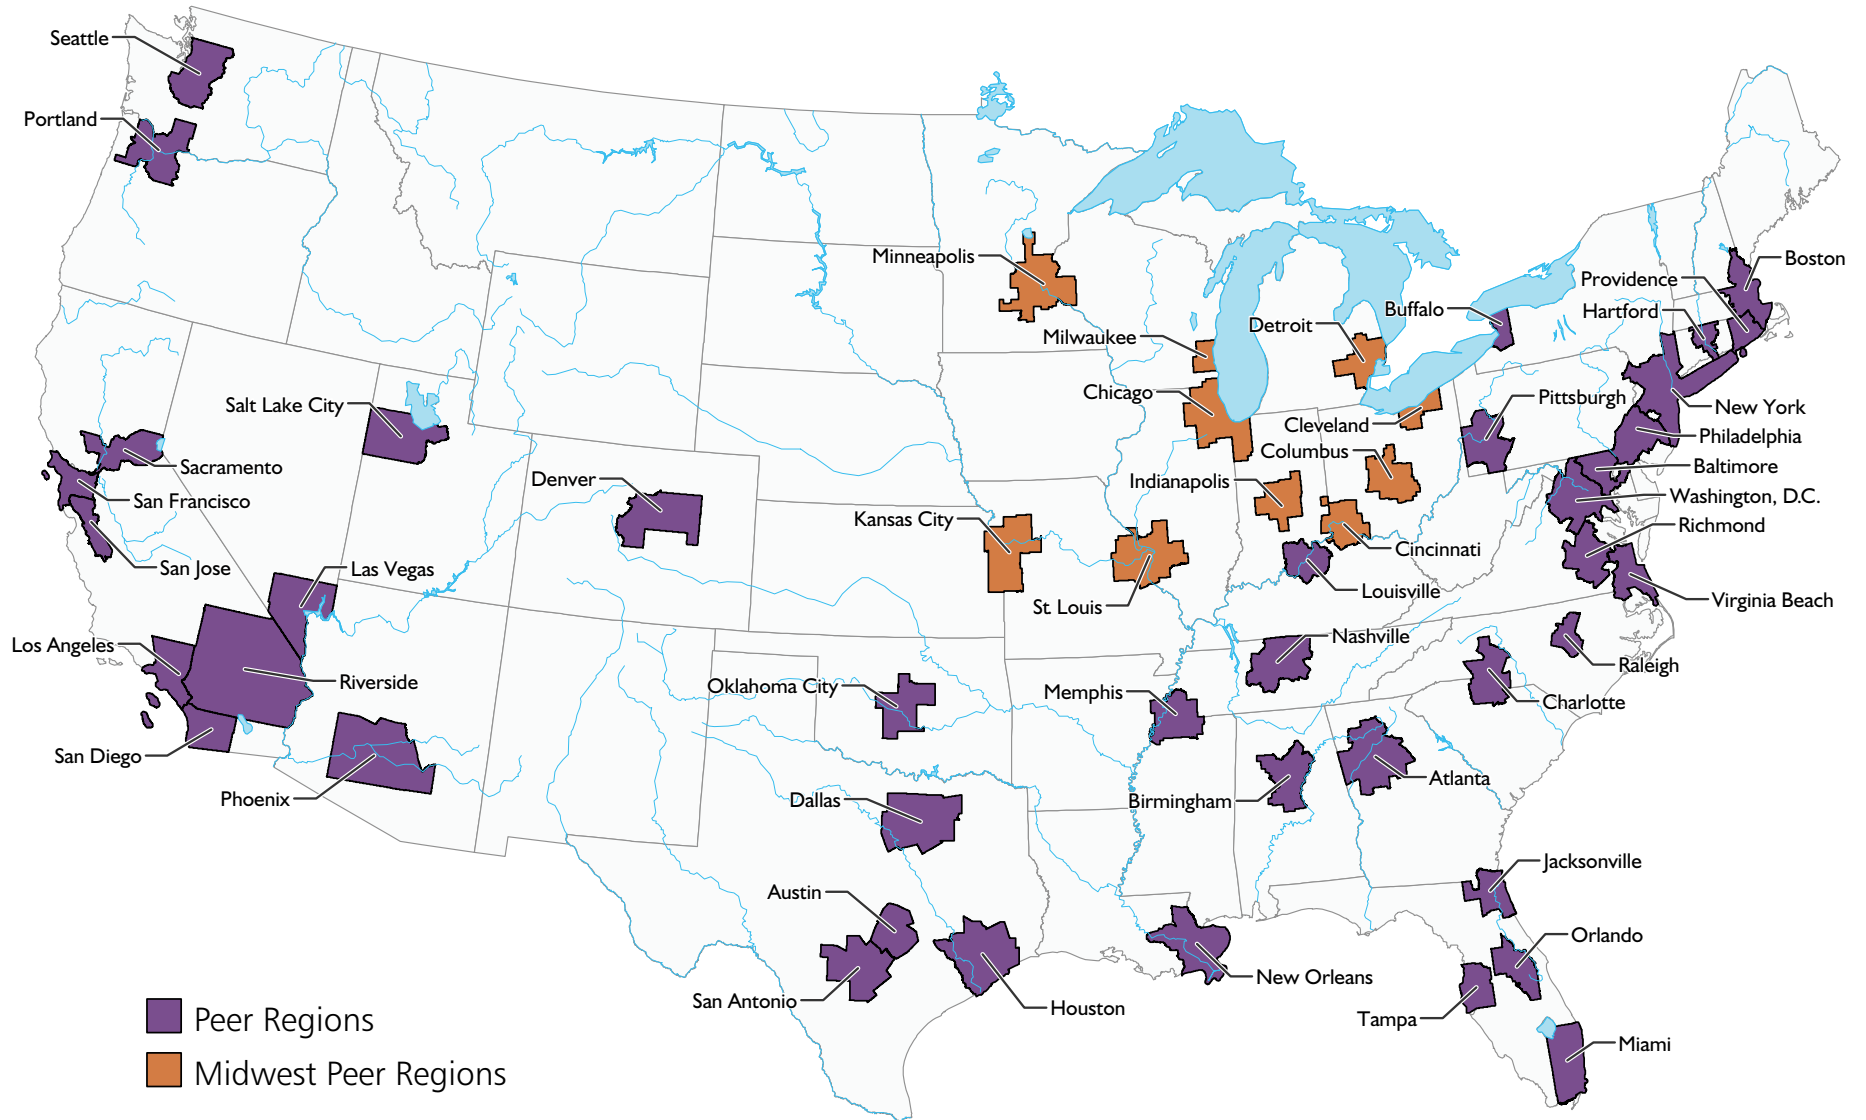 Seattle
Portland
Minneapolis
Boston
Providence
Buffalo
Hartford
Detroit
Milwaukee
Chicago
Pittsburgh
Salt Lake City
New York
Cleveland
Philadelphia
Columbus
Sacramento
Baltimore
Denver
Indianapolis
San Francisco
Washington, D.C.
Kansas City
Richmond
Cincinnati
San Jose
Las Vegas
Louisville
St Louis
Virginia Beach
Nashville
Los Angeles
Raleigh
Riverside
Oklahoma City
Memphis
Charlotte
San Diego
Atlanta
Phoenix
Dallas
Birmingham
Jacksonville
Austin
Orlando
New Orleans
San Antonio
Houston
Tampa
Peer Regions
Miami
Midwest Peer Regions